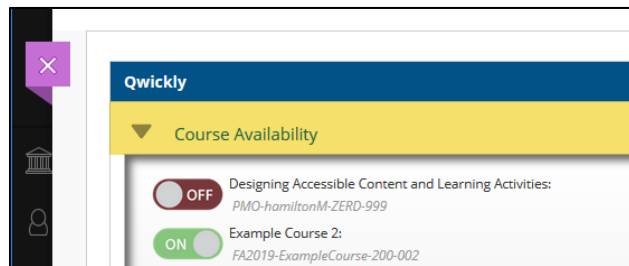 Qwickly
Course Availability
OFF
Designing Accessible Content and Learning Activities:
PMO-hamiltonM-ZERD-999
ON
Example Course 2:
FA2019-ExampleCourse-200-002